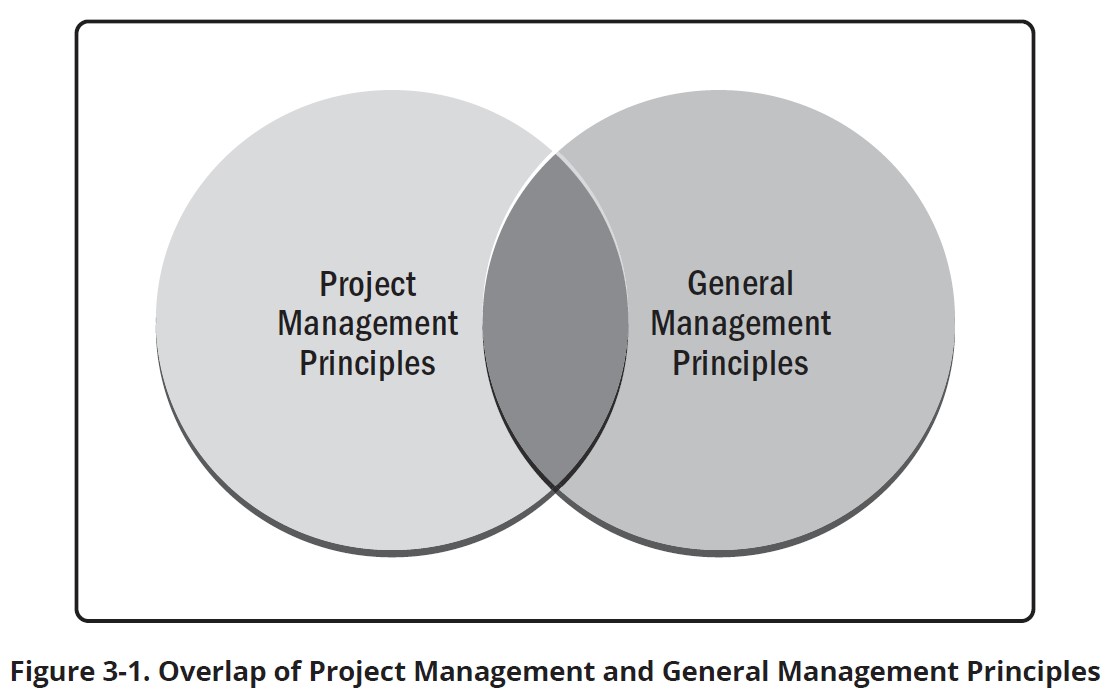 Project
Management
Principles
General
Management
Principles
Figure 3-1. Overlap of Project Management and General Management Principles